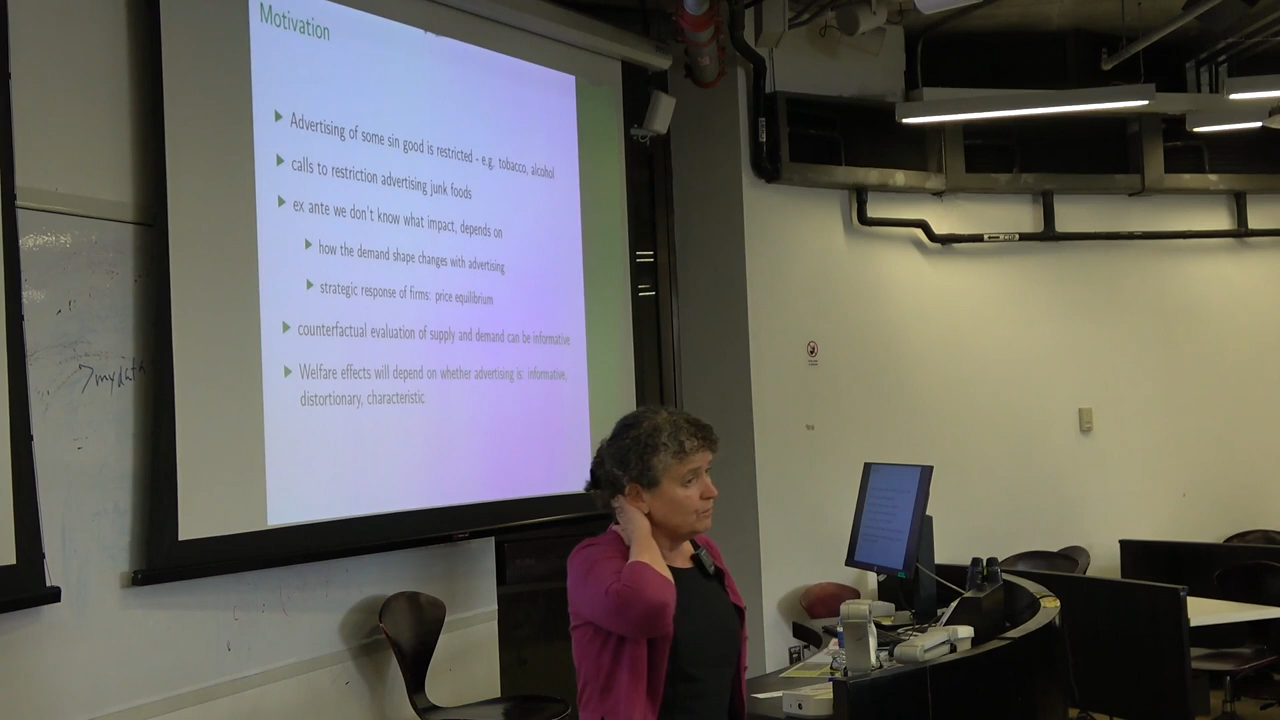 Motivation
Advertising of some sin good is restricted - e.g. tobacco, alcohol
calls to restriction advertising junk foods
ex ante we don't know what impact, depends on
how the demand shape changes with advertising
strategic response of firms: price equilibrium
counterfactual evaluation of supply and demand can be informative
Welfare effects will depend on whether advertising is: informative,
distortionary, characteristic
my data